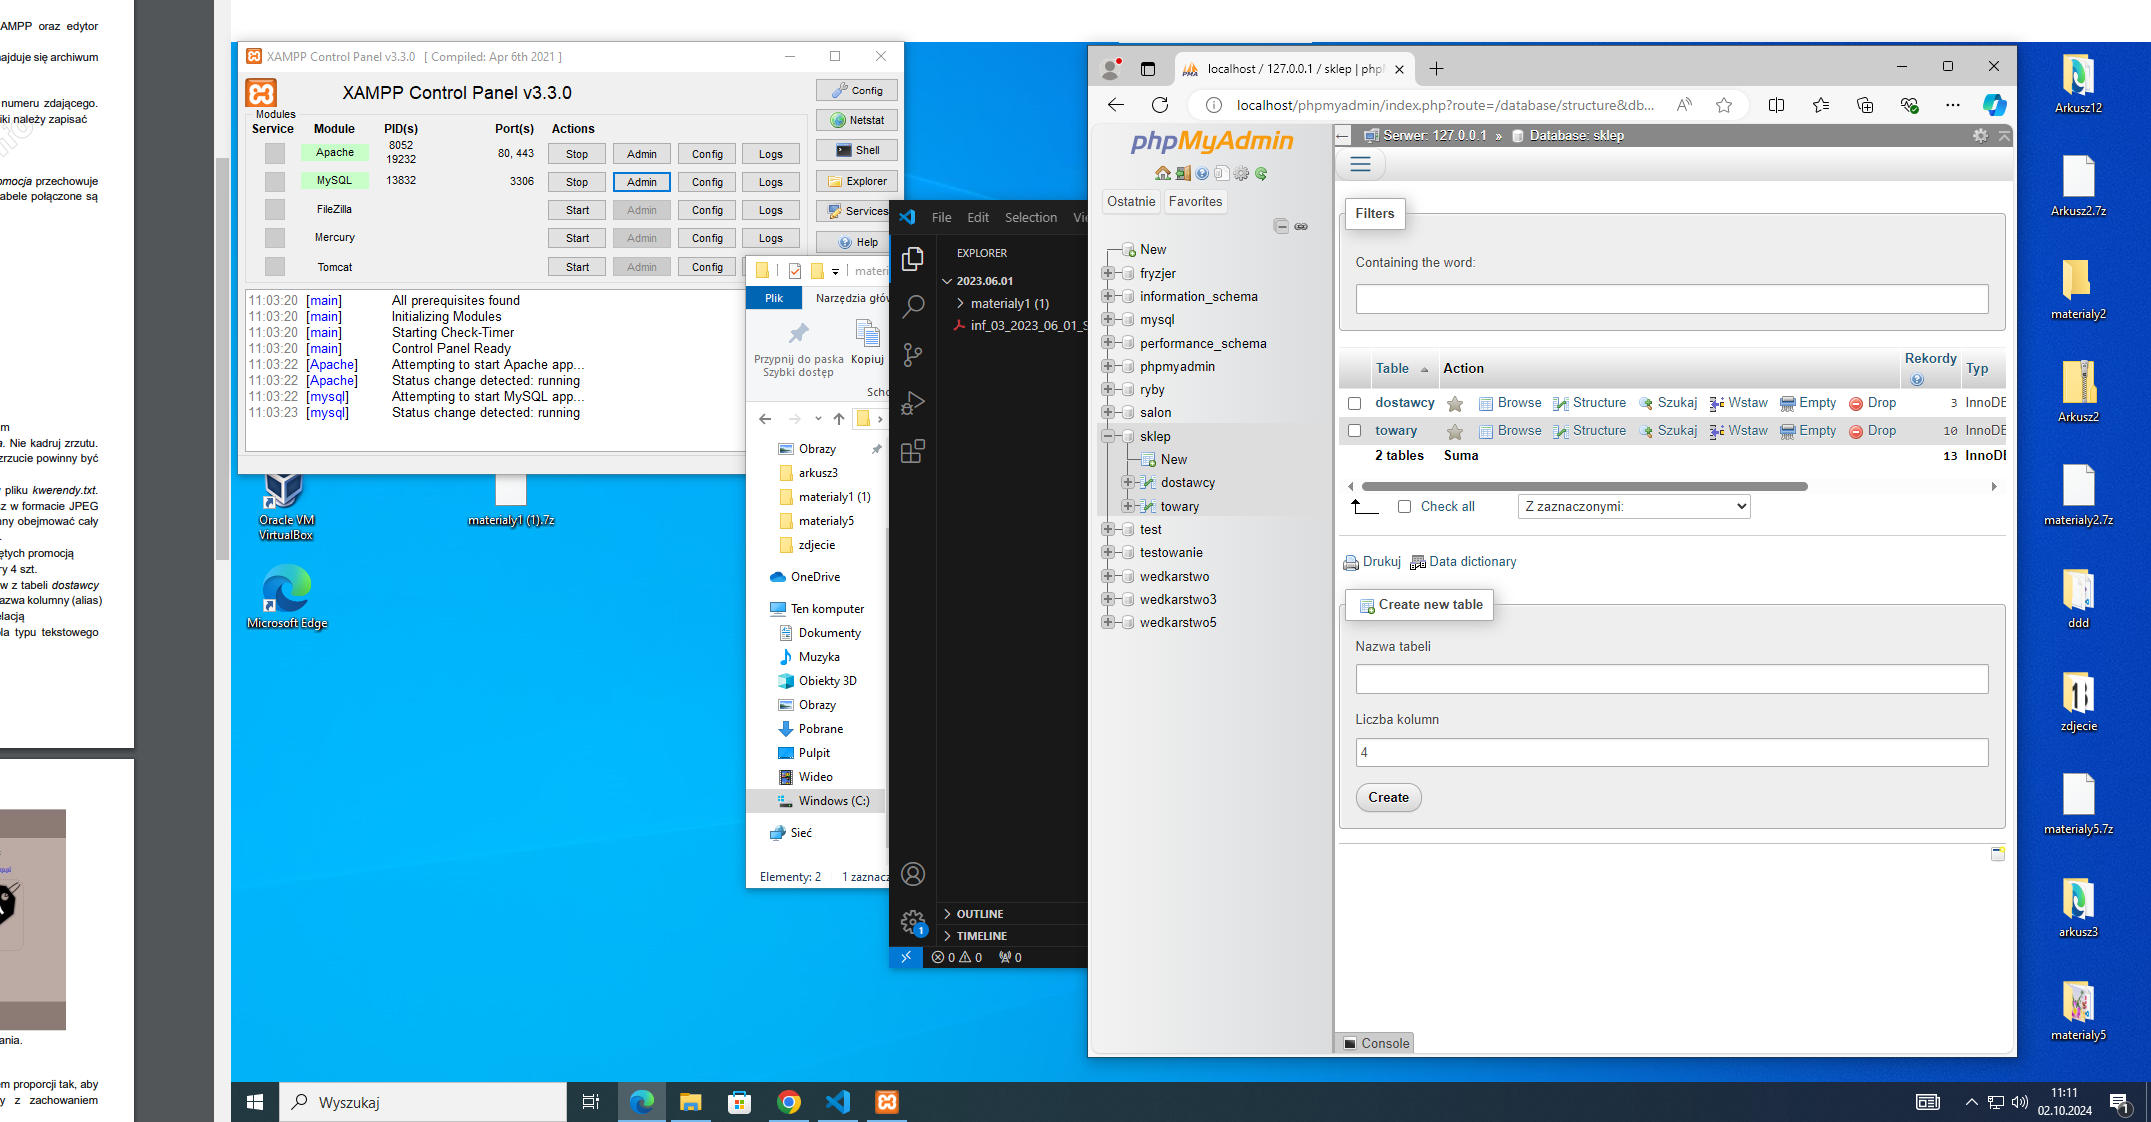 AMPP oraz edytor
ajduje się archiwum
numeru zdającego.
iki należy zapisać
omocja przechowuje
abele połączone są
m
a. Nie kadruj zrzutu.
zrzucie powinny być
pliku kwerendy.txt.
sz w formacie JPEG
nny obejmować cały
ętych promocją
ry 4 szt.
w z tabeli dostawcy
azwa kolumny (alias)
elacją
la typu tekstowego
ania.
em proporcji tak, aby
y z zachowaniem
XAMPP Control Panel v3.3.0 [ Compiled: Apr 6th 2021 ]
XAMPP Control Panel v3.3.0
Modules
Service Module PID(s) Port(s) Actions
Apache 8052 19232 80, 443 Stop Admin Config Logs
MySQL 13832 3306 Stop Admin Config Logs
FileZilla Start Admin Config Logs
Mercury Start Admin Config Logs
Tomcat Start Admin Config
Config
Netstat
Shell
Explorer
Services
Help
11:03:20 [main] All prerequisites found
11:03:20 [main] Initializing Modules
11:03:20 [main] Starting Check-Timer
11:03:20 [main] Control Panel Ready
11:03:22 [Apache] Attempting to start Apache app...
11:03:22 [Apache] Status change detected: running
11:03:22 [mysql] Attempting to start MySQL app...
11:03:23 [mysql] Status change detected: running
Oracle VM
VirtualBox
materialy1 (1).7z
Microsoft Edge
materi
Plik Narzędzia głów
Przypnij do paska
Szybki dostęp
Kopiuj
Scho
Obrazy
arkusz3
materialy1 (1)
materialy5
zdjecie
OneDrive
Ten komputer
Dokumenty
Muzyka
Obiekty 3D
Obrazy
Pobrane
Pulpit
Wideo
Windows (C:)
Sieć
Elementy: 2 1 zaznacz
File Edit Selection Vie
EXPLORER
2023.06.01
materialy1 (1)
inf_03_2023_06_01_S
OUTLINE
TIMELINE
1
0 0 0
localhost / 127.0.0.1 / sklep | phpM
localhost/phpmyadmin/index.php?route=/database/structure&db...
phpMyAdmin
Ostatnie Favorites
New
fryzjer
information_schema
mysql
performance_schema
phpmyadmin
ryby
salon
sklep
New
dostawcy
towary
test
testowanie
wedkarstwo
wedkarstwo3
wedkarstwo5
Serwer: 127.0.0.1 » Database: sklep
Filters
Containing the word:
Table Action Rekordy Typ
dostawcy Browse Structure Szukaj Wstaw Empty Drop 3 InnoDB
towary Browse Structure Szukaj Wstaw Empty Drop 10 InnoDB
2 tables Suma 13 InnoDB
Check all Z zaznaczonymi:
Drukuj Data dictionary
Create new table
Nazwa tabeli
Liczba kolumn
4
Create
Console
Arkusz12
Arkusz2.7z
materialy2
Arkusz2
materialy2.7z
ddd
zdjecie
materialy5.7z
arkusz3
materialy5
Wyszukaj
11:11
02.10.2024
1